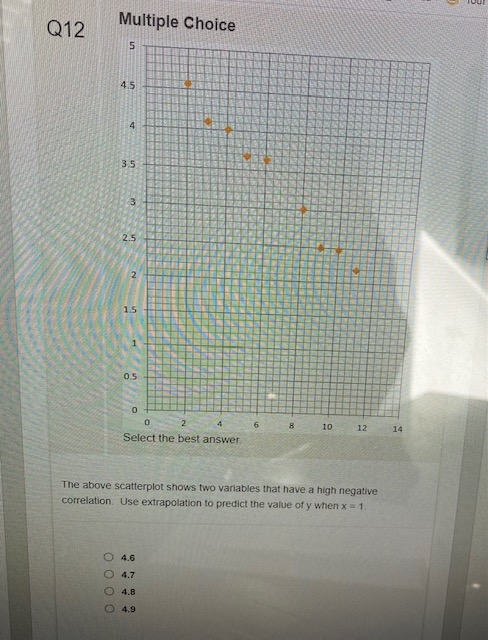 Q12
Multiple Choice
5
4.5
4
3.5
3
2.5
2
1.5
1
0.5
0
0 2 4 6 8 10 12 14
Select the best answer.
The above scatterplot shows two variables that have a high negative
correlation. Use extrapolation to predict the value of y when x = 1.
4.6
4.7
4.8
4.9